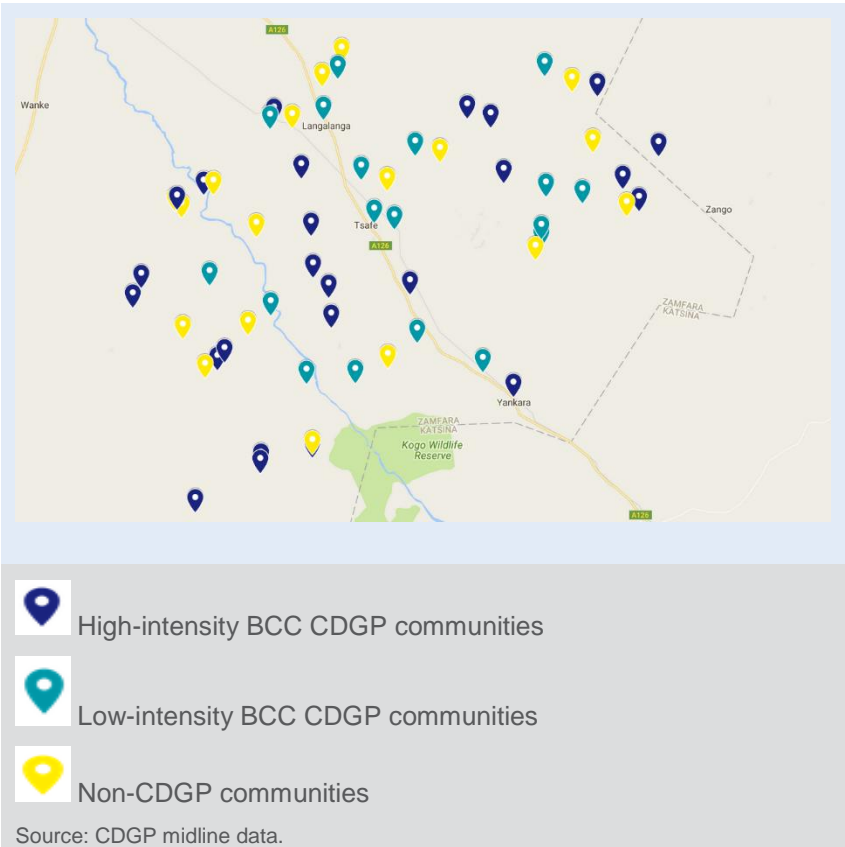 A126
Wanke
Langalanga
Zango
Tsafe
A126
ZAMFARA
KATSINA
Yankara
ZAMFARA
KATSINA
Kogo Wildlife
Reserve
A126
High-intensity BCC CDGP communities
Low-intensity BCC CDGP communities
Non-CDGP communities
Source: CDGP midline data.